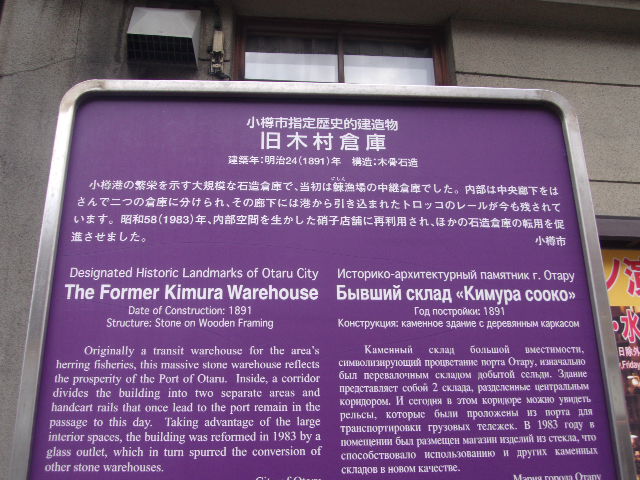 小樽市指定歴史的建造物
旧木村倉庫
建築年:明治24(1891)年　構造:木骨石造
小樽港の繁栄を示す大規模な石造倉庫で、当初は鰊漁場の中継倉庫でした。内部は中央廊下をは
さんで二つの倉庫に分けられ、その廊下には港から引き込まれたトロッコのレールが今も残されて
います。昭和58(1983)年、内部空間を生かした硝子店舗に再利用され、ほかの石造倉庫の転用を促
進させました。
小樽市
Designated Historic Landmarks of Otaru City
The Former Kimura Warehouse
Date of Construction: 1891
Structure: Stone on Wooden Framing
Originally a transit warehouse for the area's
herring fisheries, this massive stone warehouse reflects
the prosperity of the Port of Otaru. Inside, a corridor
divides the building into two separate areas and
handcart rails that once lead to the port remain in the
passage to this day. Taking advantage of the large
interior spaces, the building was reformed in 1983 by a
glass outlet, which in turn spurred the conversion of
other stone warehouses.
City of Otaru
Историко-архитектурный памятник г. Отару
Бывший склад «Кимура сооко»
Год постройки: 1891
Конструкция: каменное здание с деревянным каркасом
Каменный склад большой вместимости,
символизирующий процветание порта Отару, изначально
был перевалочным складом добытой сельди. Здание
представляет собой 2 склада, разделенные центральным
коридором. И сегодня в этом коридоре можно увидеть
рельсы, которые были проложены из порта для
транспортировки грузовых тележек. В 1983 году в
помещении был размещен магазин изделий из стекла, что
способствовало использованию и других каменных
складов в новом качестве.
Мэрия города Отару